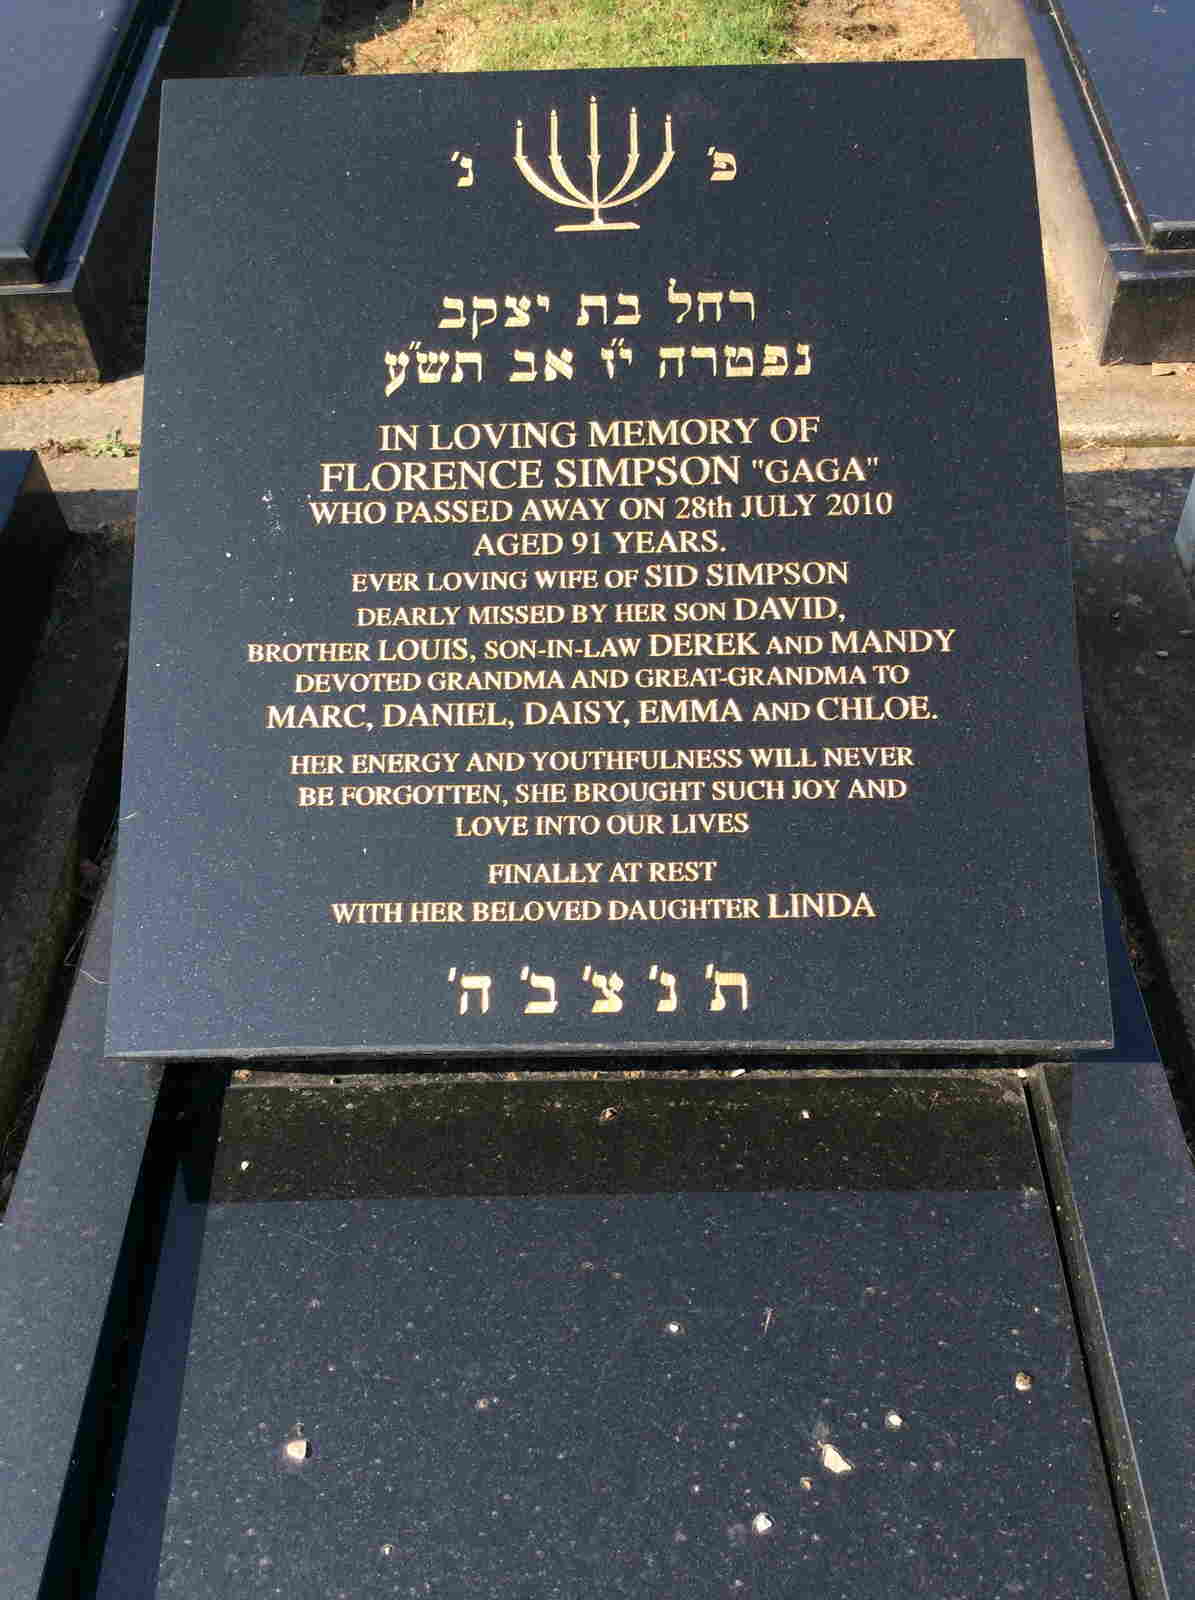 פ' נ'
רחל בת יצקב
נפטרה י"ז אב תש"ע
IN LOVING MEMORY OF
FLORENCE SIMPSON "GAGA"
WHO PASSED AWAY ON 28th JULY 2010
AGED 91 YEARS.
EVER LOVING WIFE OF SID SIMPSON
DEARLY MISSED BY HER SON DAVID,
BROTHER LOUIS, SON-IN-LAW DEREK AND MANDY
DEVOTED GRANDMA AND GREAT-GRANDMA TO
MARC, DANIEL, DAISY, EMMA AND CHLOE.
HER ENERGY AND YOUTHFULNESS WILL NEVER
BE FORGOTTEN, SHE BROUGHT SUCH JOY AND
LOVE INTO OUR LIVES
FINALLY AT REST
WITH HER BELOVED DAUGHTER LINDA
ת' נ' צ' ב' ה'